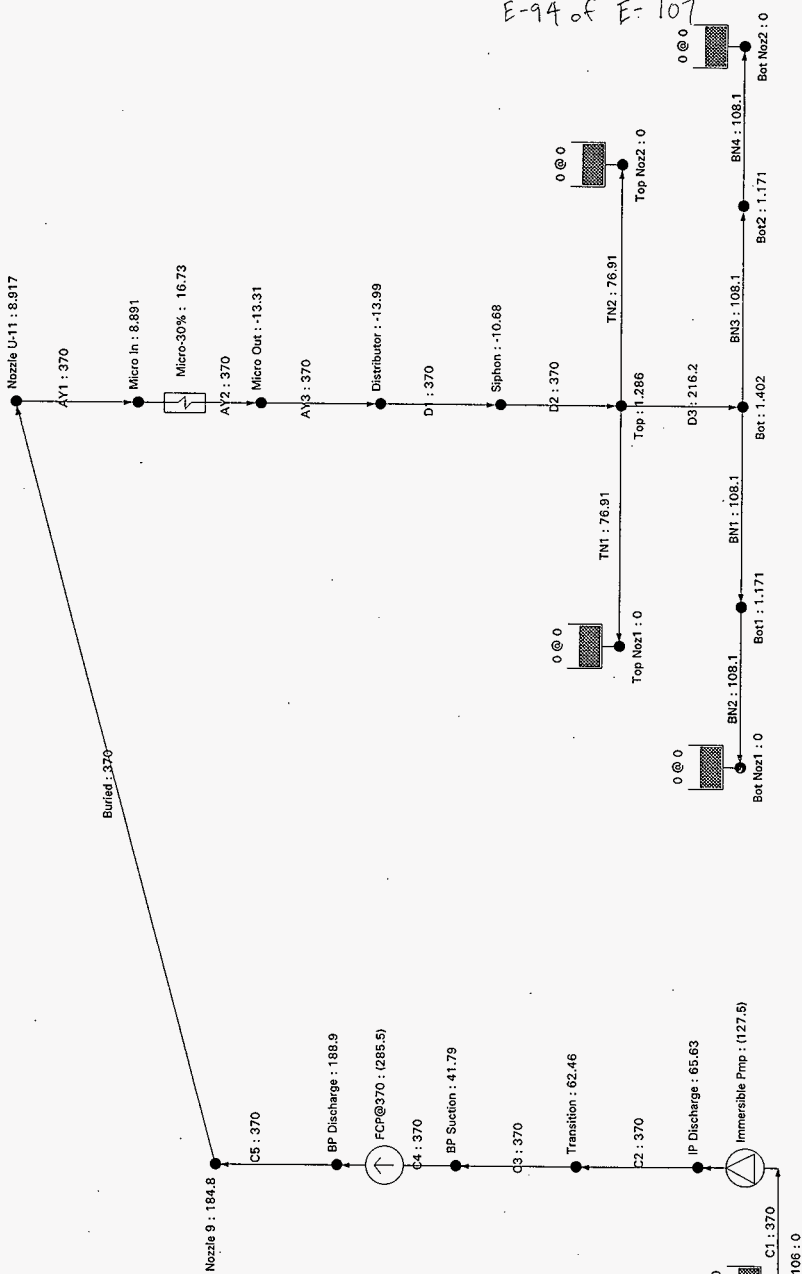 E-94 of E-107
Nozzle U-11 : 8.917
AY1 : 370
Micro In : 8.891
Micro-30% : 16.73
AY2 : 370
Micro Out : -13.31
AY3 : 370
Distributor : -13.99
D1 : 370
Siphon : -10.68
D2 : 370
Top : 1.286
TN1 : 76.91
0 @ 0
Top Noz1 : 0
TN2 : 76.91
0 @ 0
Top Noz2 : 0
D3 : 216.2
Bot : 1.402
BN1 : 108.1
Bot1 : 1.171
BN2 : 108.1
0 @ 0
Bot Noz1 : 0
BN3 : 108.1
Bot2 : 1.171
BN4 : 108.1
0 @ 0
Bot Noz2 : 0
Buried : 370
Nozzle 9 : 184.8
C5 : 370
BP Discharge : 188.9
FCP@370 : (285.5)
C4 : 370
BP Suction : 41.79
C3 : 370
Transition : 62.46
C2 : 370
IP Discharge : 65.63
Immersible Pmp : (127.5)
C1 : 370
106 : 0